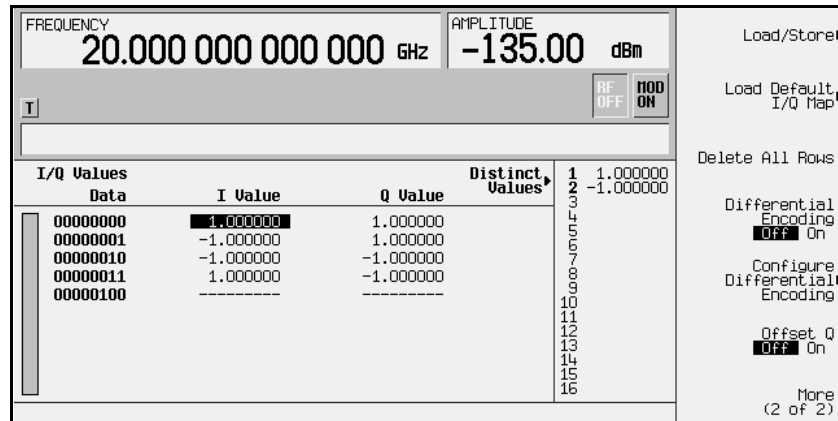 FREQUENCY
20.000 000 000 000 GHz
AMPLITUDE
-135.00 dBm
RF OFF
MOD ON
T
I/Q Values
Data I Value Q Value
00000000 1.000000 1.000000
00000001 -1.000000 1.000000
00000010 -1.000000 -1.000000
00000011 1.000000 -1.000000
00000100 --------- ---------
Distinct Values
1 1.000000
2 -1.000000
3
4
5
6
7
8
9
10
11
12
13
14
15
16
Load/Store
Load Default
I/Q Map
Delete All Rows
Differential
Encoding
Off On
Configure
Differential
Encoding
Offset Q
Off On
More
(2 of 2)